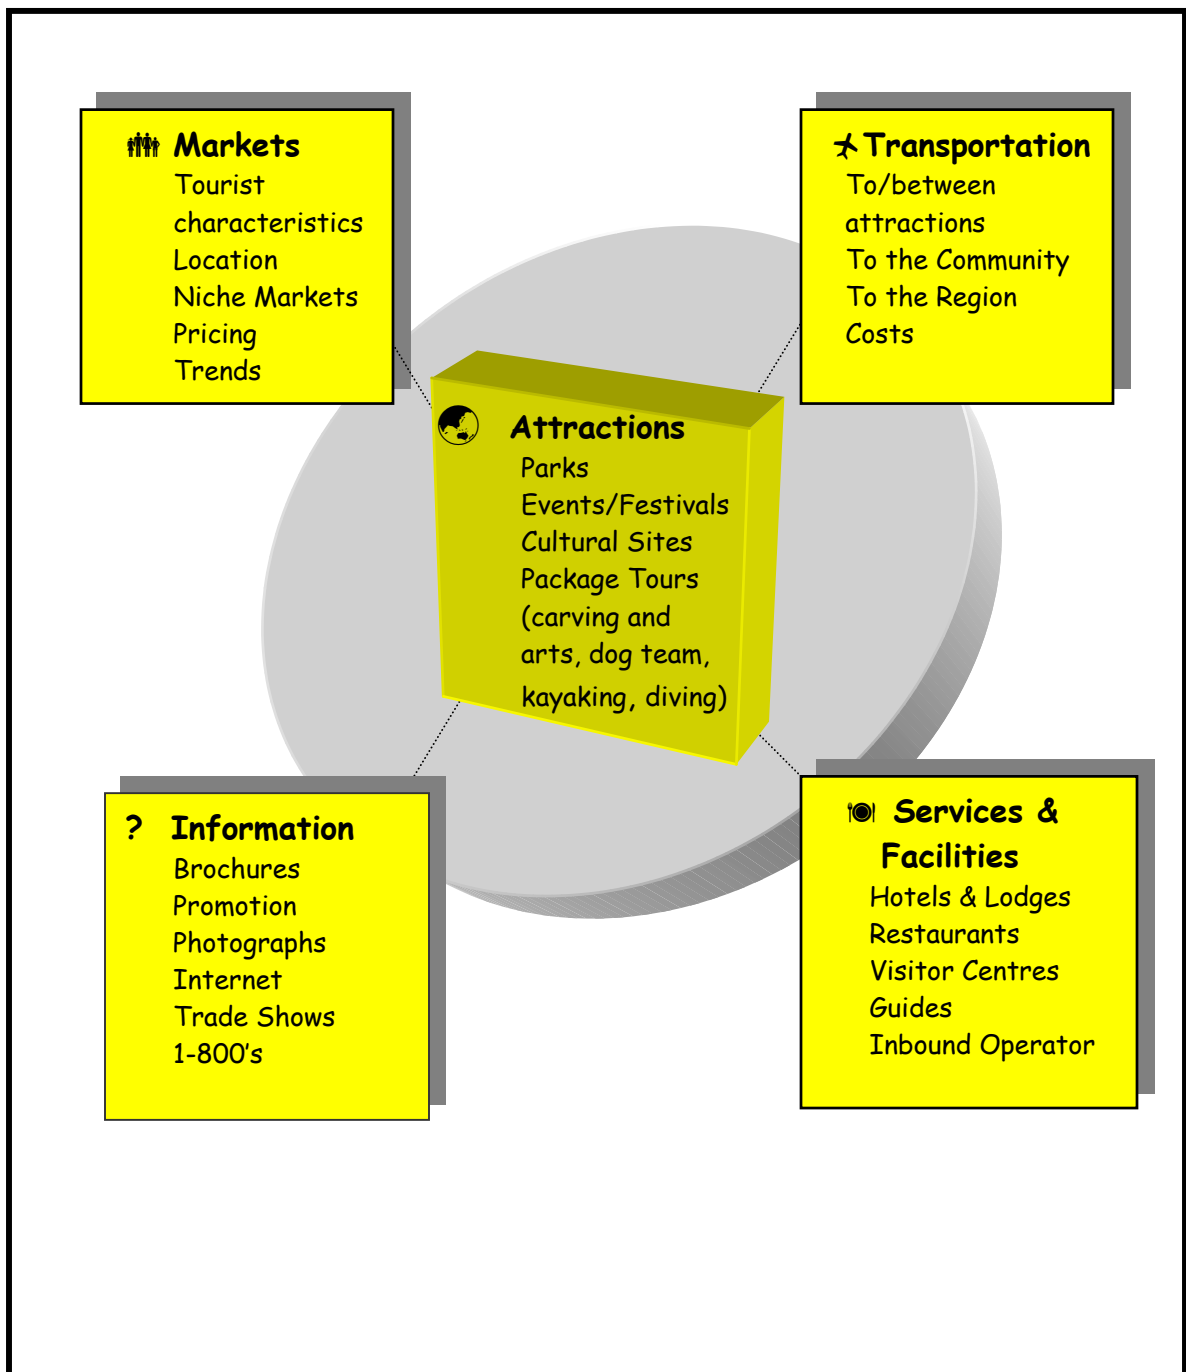 Markets
Tourist
characteristics
Location
Niche Markets
Pricing
Trends
Transportation
To/between
attractions
To the Community
To the Region
Costs
Attractions
Parks
Events/Festivals
Cultural Sites
Package Tours
(carving and
arts, dog team,
kayaking, diving)
? Information
Brochures
Promotion
Photographs
Internet
Trade Shows
1-800's
Services &
Facilities
Hotels & Lodges
Restaurants
Visitor Centres
Guides
Inbound Operator